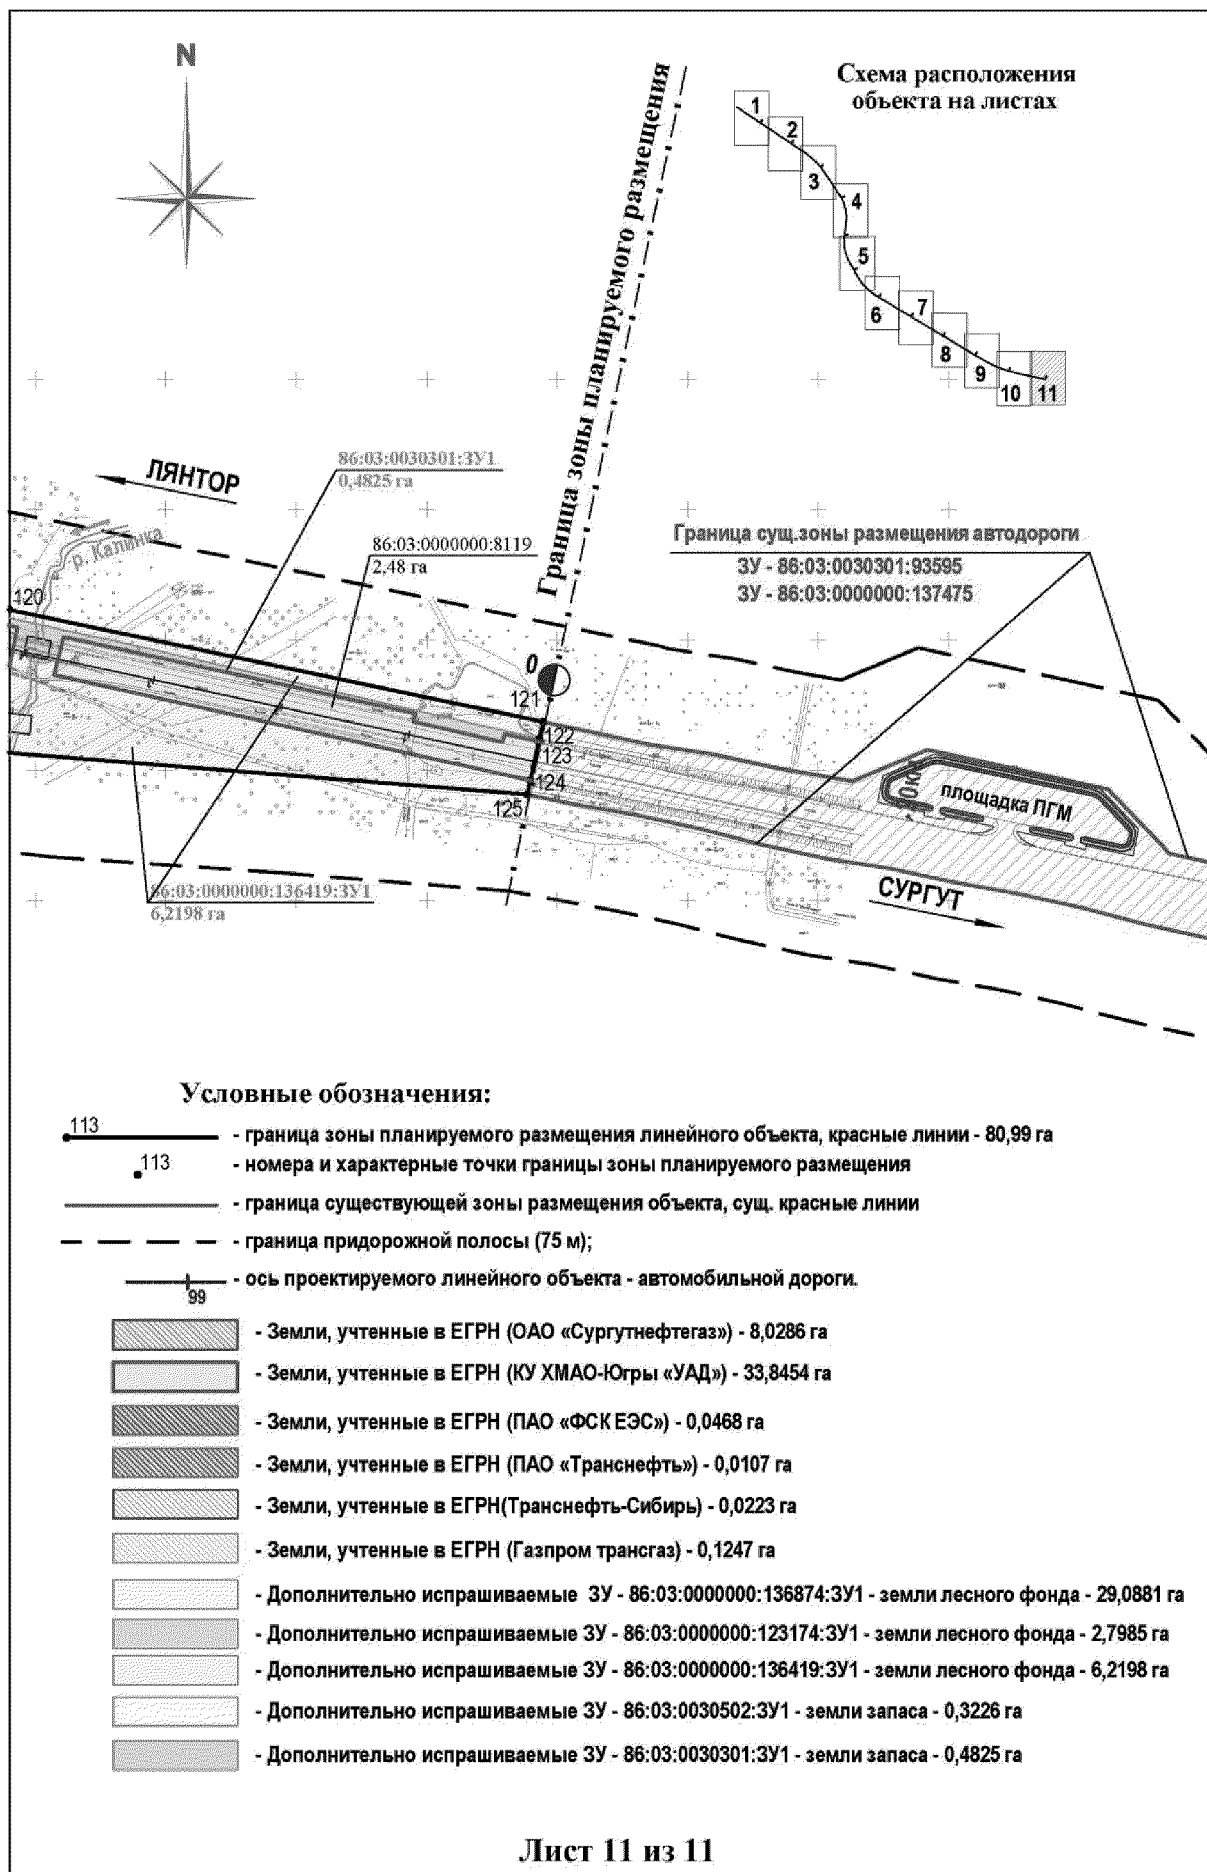 N
Схема расположения
объекта на листах
1
2
3
4
5
6
7
8
9
10
11
Граница зоны планируемого размещения
ЛЯНТОР
86:03:0030301:ЗУ1
0,4825 га
р. Калинка
86:03:0000000:8119
2,48 га
Граница сущ.зоны размещения автодороги
ЗУ - 86:03:0030301:93595
ЗУ - 86:03:0000000:137475
120
0
121
122
123
124
125
площадка ПГМ
86:03:0000000:136419:ЗУ1
6,2198 га
СУРГУТ
Условные обозначения:
113
- граница зоны планируемого размещения линейного объекта, красные линии - 80,99 га
113
- номера и характерные точки границы зоны планируемого размещения
- граница существующей зоны размещения объекта, сущ. красные линии
- граница придорожной полосы (75 м);
- ось проектируемого линейного объекта - автомобильной дороги.
99
- Земли, учтенные в ЕГРН (ОАО «Сургутнефтегаз») - 8,0286 га
- Земли, учтенные в ЕГРН (КУ ХМАО-Югры «УАД») - 33,8454 га
- Земли, учтенные в ЕГРН (ПАО «ФСК ЕЭС») - 0,0468 га
- Земли, учтенные в ЕГРН (ПАО «Транснефть») - 0,0107 га
- Земли, учтенные в ЕГРН(Транснефть-Сибирь) - 0,0223 га
- Земли, учтенные в ЕГРН (Газпром трансгаз) - 0,1247 га
- Дополнительно испрашиваемые ЗУ - 86:03:0000000:136874:ЗУ1 - земли лесного фонда - 29,0881 га
- Дополнительно испрашиваемые ЗУ - 86:03:0000000:123174:ЗУ1 - земли лесного фонда - 2,7985 га
- Дополнительно испрашиваемые ЗУ - 86:03:0000000:136419:ЗУ1 - земли лесного фонда - 6,2198 га
- Дополнительно испрашиваемые ЗУ - 86:03:0030502:ЗУ1 - земли запаса - 0,3226 га
- Дополнительно испрашиваемые ЗУ - 86:03:0030301:ЗУ1 - земли запаса - 0,4825 га
Лист 11 из 11